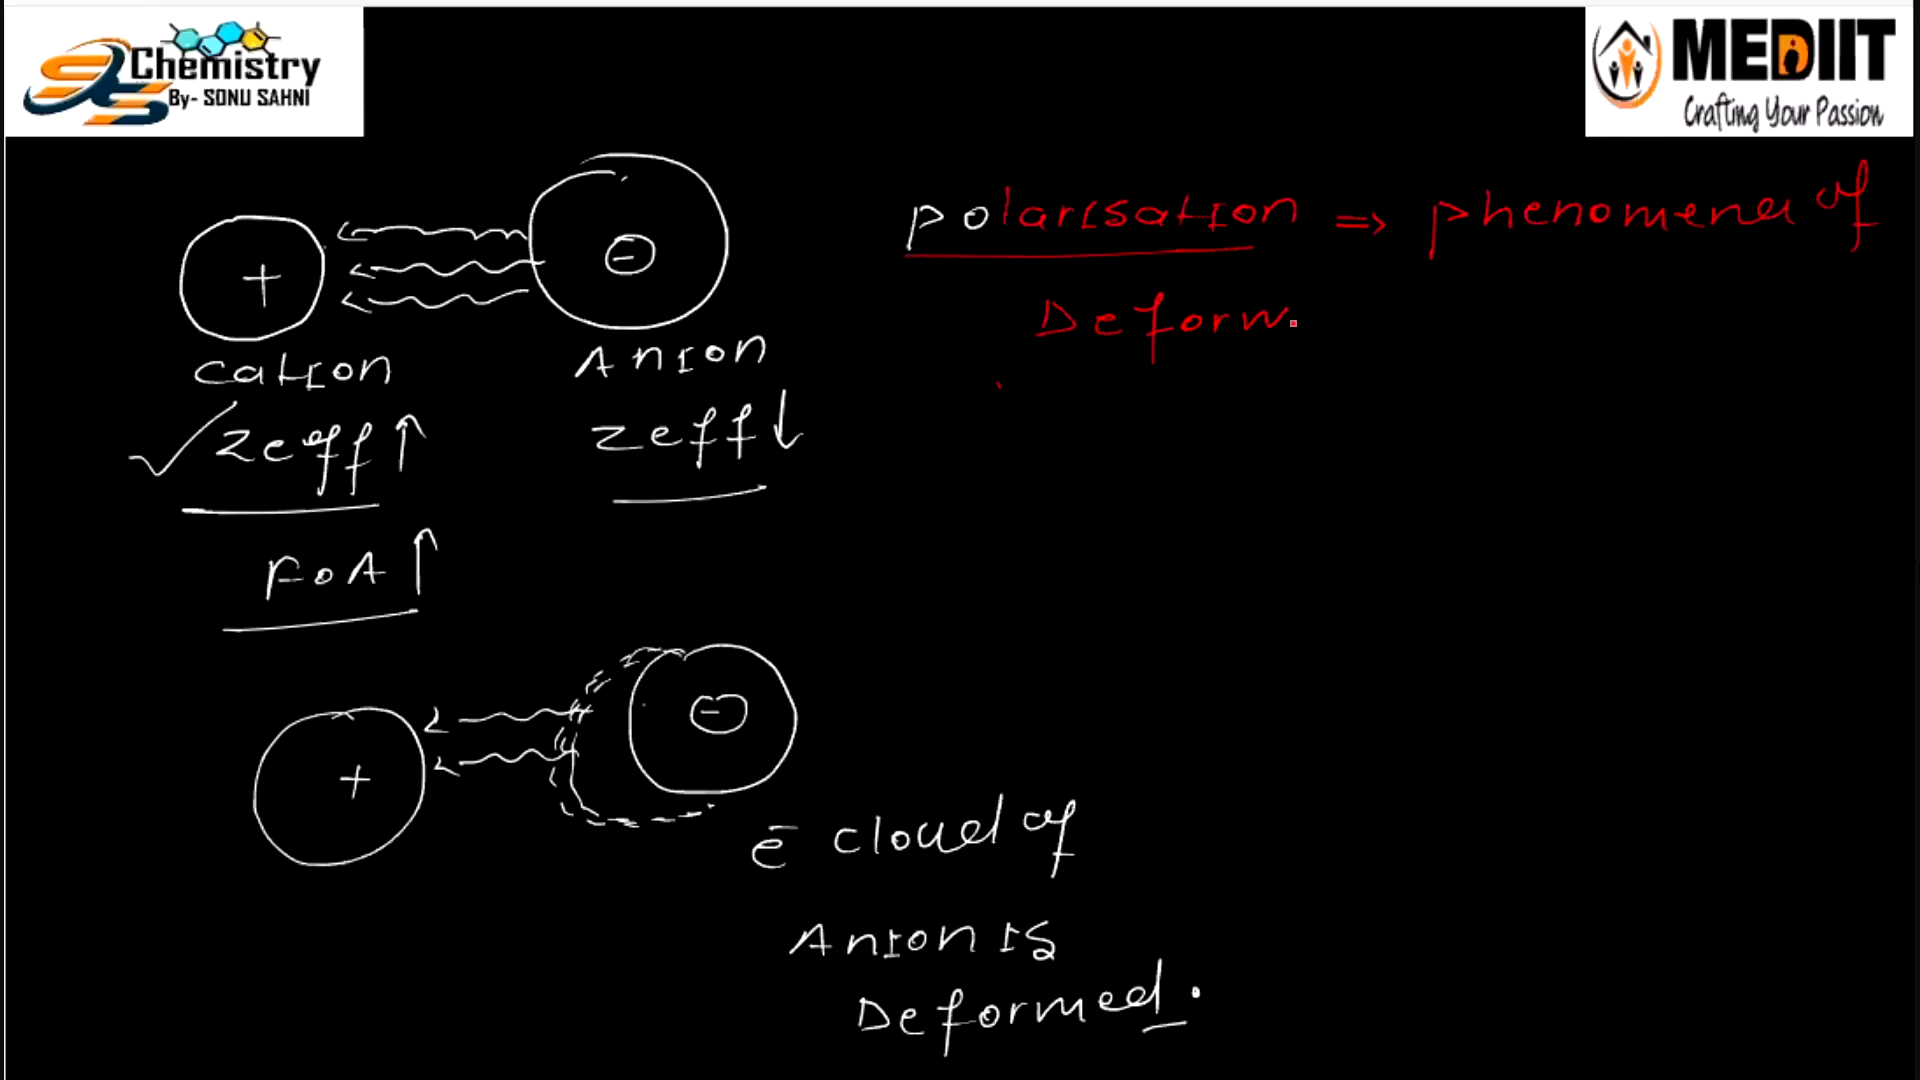 Chemistry
By- SONU SAHNI
MEDIIT
Crafting Your Passion
+
-
Cation
Anion
✓ Zeff ↑
Zeff ↓
FOA ↑
polarisation ⇒ phenomena of
Deform
+
-
ē cloud of
Anion is
Deformed.